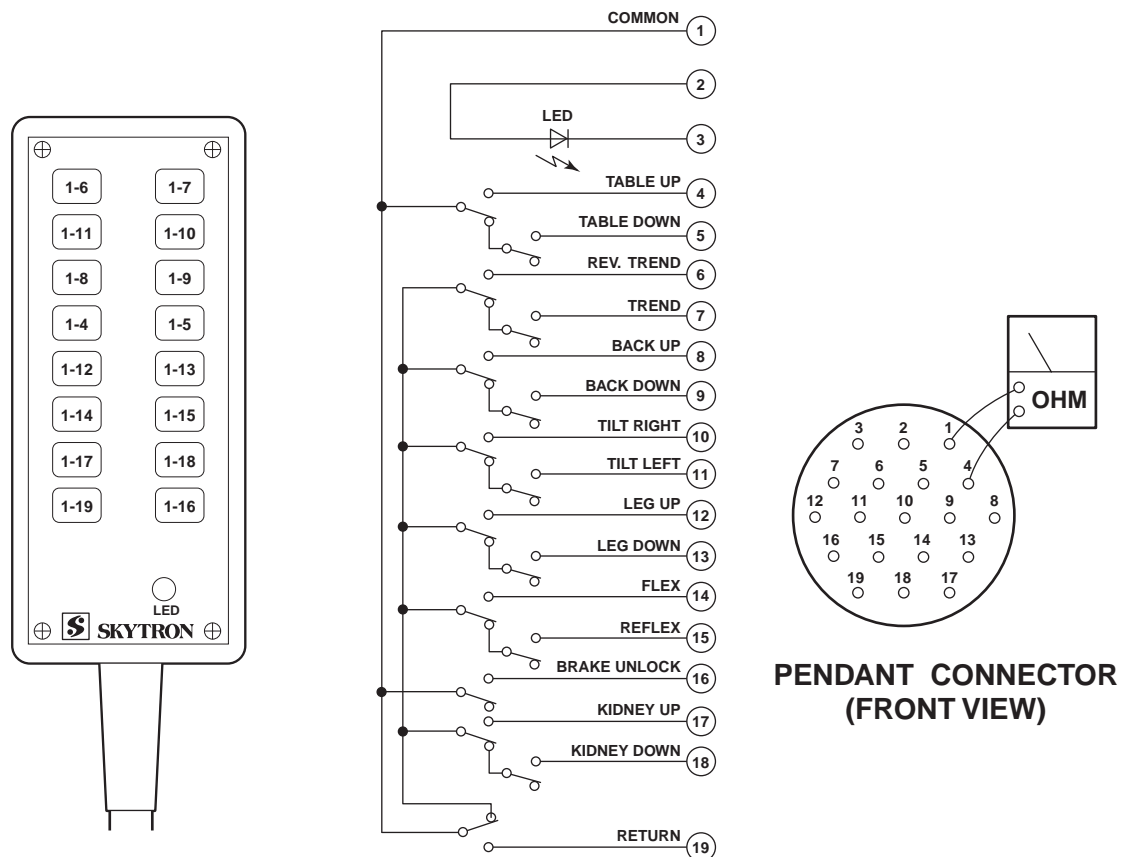 1-6 1-7
1-11 1-10
1-8 1-9
1-4 1-5
1-12 1-13
1-14 1-15
1-17 1-18
1-19 1-16
LED
S SKYTRON
COMMON 1
2
LED
3
TABLE UP 4
TABLE DOWN 5
REV. TREND 6
TREND 7
BACK UP 8
BACK DOWN 9
TILT RIGHT 10
TILT LEFT 11
LEG UP 12
LEG DOWN 13
FLEX 14
REFLEX 15
BRAKE UNLOCK 16
KIDNEY UP 17
KIDNEY DOWN 18
RETURN 19
OHM
3 2 1
7 6 5 4
12 11 10 9 8
16 15 14 13
19 18 17
PENDANT CONNECTOR
(FRONT VIEW)